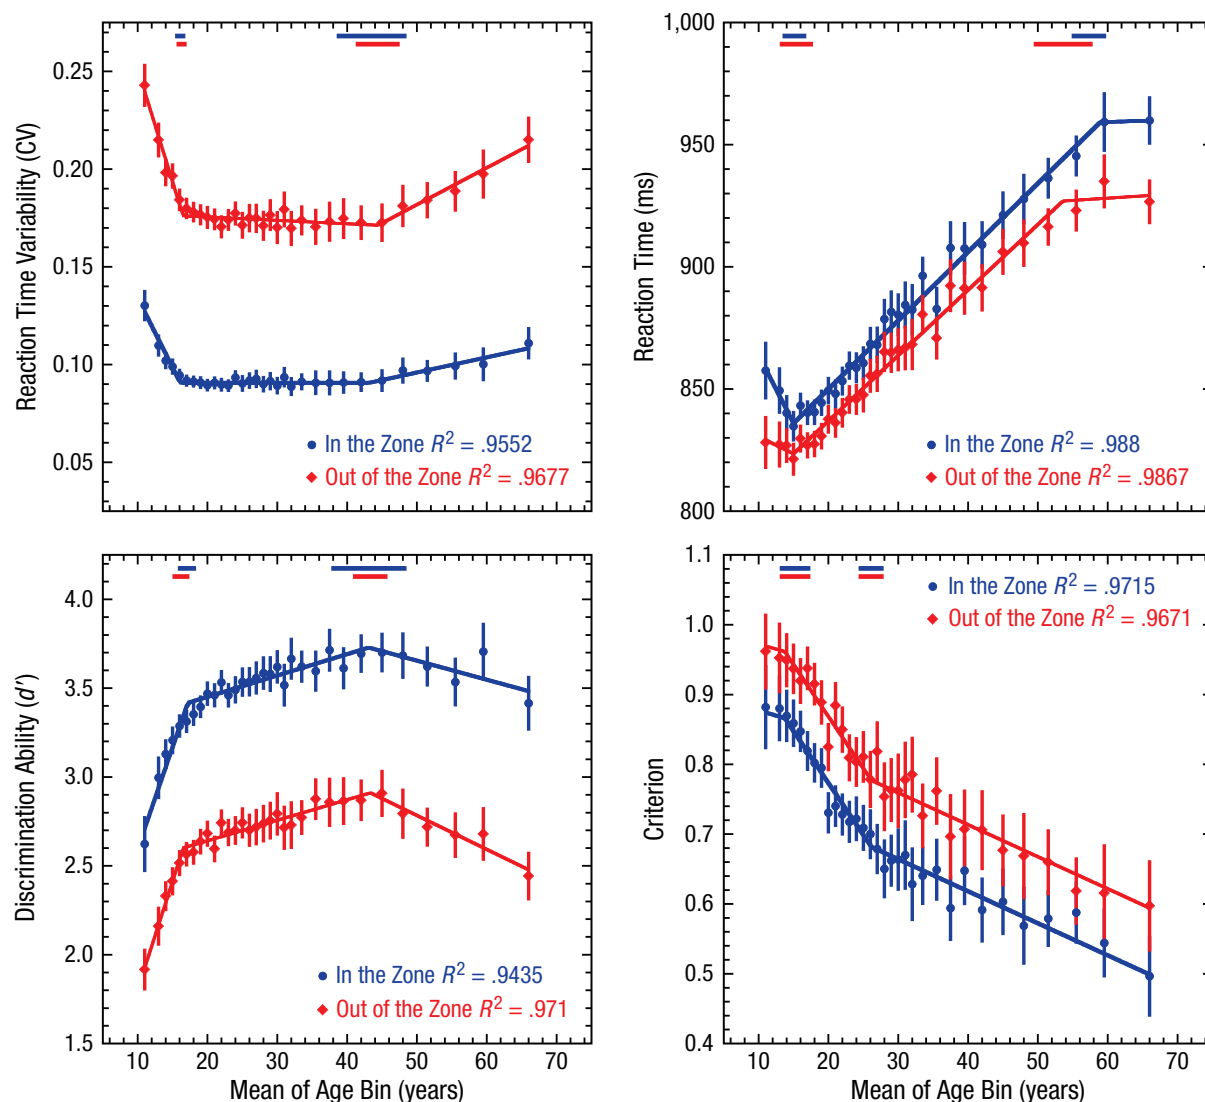 Reaction Time Variability (CV)
0.25
0.20
0.15
0.10
0.05
In the Zone R² = .9552
Out of the Zone R² = .9677
Reaction Time (ms)
1,000
950
900
850
800
In the Zone R² = .988
Out of the Zone R² = .9867
Discrimination Ability (d′)
4.0
3.5
3.0
2.5
2.0
1.5
In the Zone R² = .9435
Out of the Zone R² = .971
10 20 30 40 50 60 70
Mean of Age Bin (years)
Criterion
1.1
1.0
0.9
0.8
0.7
0.6
0.5
0.4
In the Zone R² = .9715
Out of the Zone R² = .9671
10 20 30 40 50 60 70
Mean of Age Bin (years)